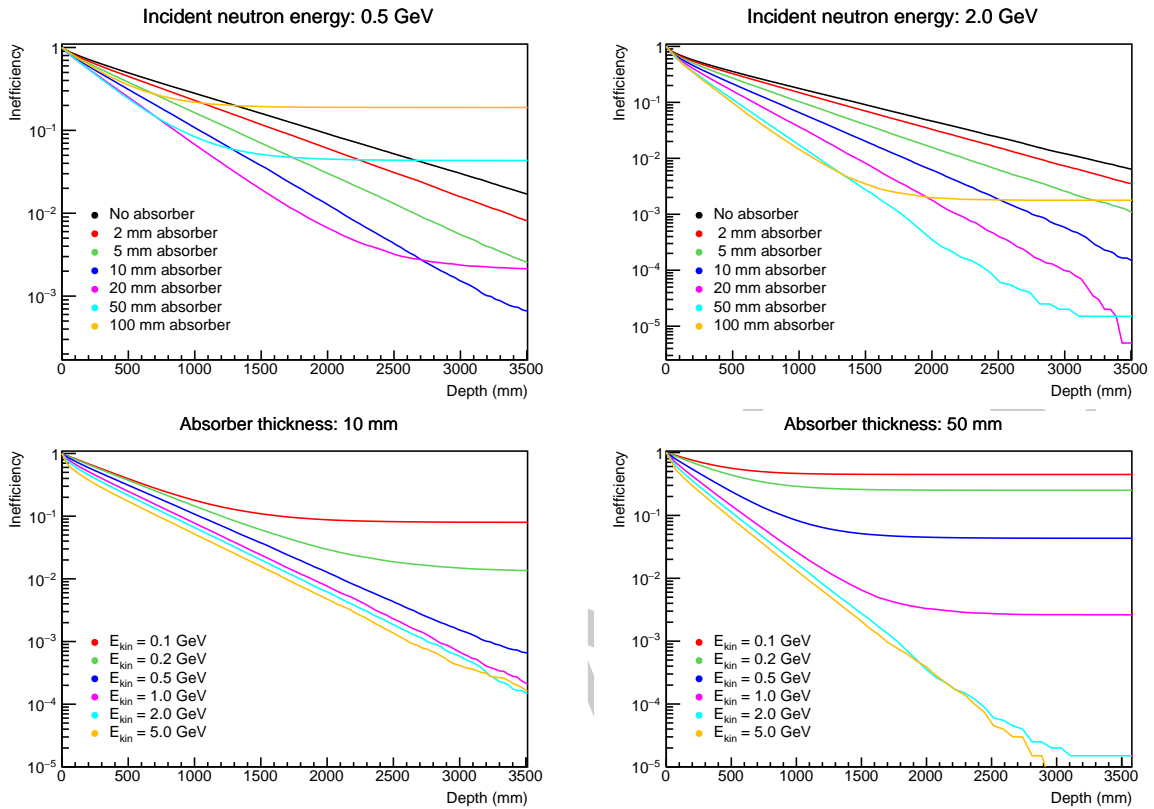 Incident neutron energy: 0.5 GeV
Inefficiency
1
10⁻¹
10⁻²
10⁻³
No absorber
2 mm absorber
5 mm absorber
10 mm absorber
20 mm absorber
50 mm absorber
100 mm absorber
0 500 1000 1500 2000 2500 3000 3500
Depth (mm)
Incident neutron energy: 2.0 GeV
Inefficiency
1
10⁻¹
10⁻²
10⁻³
10⁻⁴
10⁻⁵
No absorber
2 mm absorber
5 mm absorber
10 mm absorber
20 mm absorber
50 mm absorber
100 mm absorber
0 500 1000 1500 2000 2500 3000 3500
Depth (mm)
Absorber thickness: 10 mm
Inefficiency
1
10⁻¹
10⁻²
10⁻³
10⁻⁴
10⁻⁵
E_kin = 0.1 GeV
E_kin = 0.2 GeV
E_kin = 0.5 GeV
E_kin = 1.0 GeV
E_kin = 2.0 GeV
E_kin = 5.0 GeV
0 500 1000 1500 2000 2500 3000 3500
Depth (mm)
Absorber thickness: 50 mm
Inefficiency
1
10⁻¹
10⁻²
10⁻³
10⁻⁴
10⁻⁵
E_kin = 0.1 GeV
E_kin = 0.2 GeV
E_kin = 0.5 GeV
E_kin = 1.0 GeV
E_kin = 2.0 GeV
E_kin = 5.0 GeV
0 500 1000 1500 2000 2500 3000 3500
Depth (mm)